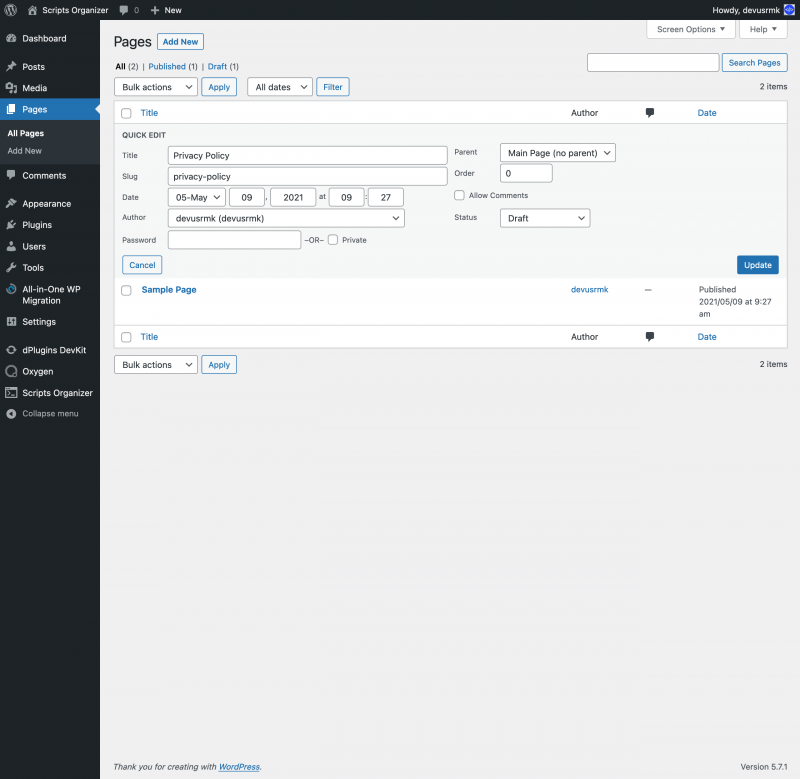 Scripts Organizer 0 New Howdy, devusrmk
Dashboard
Posts
Media
Pages
All Pages
Add New
Comments
Appearance
Plugins
Users
Tools
All-in-One WP
Migration
Settings
dPlugins DevKit
Oxygen
Scripts Organizer
Collapse menu
Screen Options ▼ Help ▼
Pages Add New
All (2) | Published (1) | Draft (1)
Search Pages
Bulk actions Apply All dates Filter 2 items
Title Author Date
QUICK EDIT
Title Privacy Policy
Slug privacy-policy
Date 05-May 09 , 2021 at 09 : 27
Author devusrmk (devusrmk)
Password –OR– Private
Parent Main Page (no parent)
Order 0
Allow Comments
Status Draft
Cancel Update
Sample Page devusrmk — Published
2021/05/09 at 9:27
am
Title Author Date
Bulk actions Apply 2 items
Thank you for creating with WordPress. Version 5.7.1